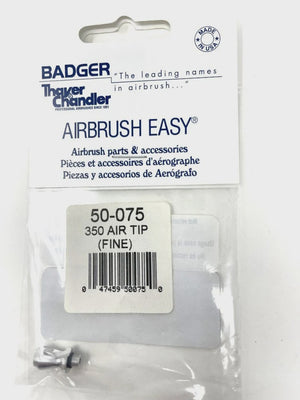 MADE
IN USA
BADGER
Thayer
Chandler
"The leading names
in airbrush..."
AIRBRUSH EASY®
Airbrush parts & accessories
Pièces et accessoires d'aérographe
Piezas y accesorios de Aerógrafo
50-075
350 AIR TIP
(FINE)
0 47459 50075 0